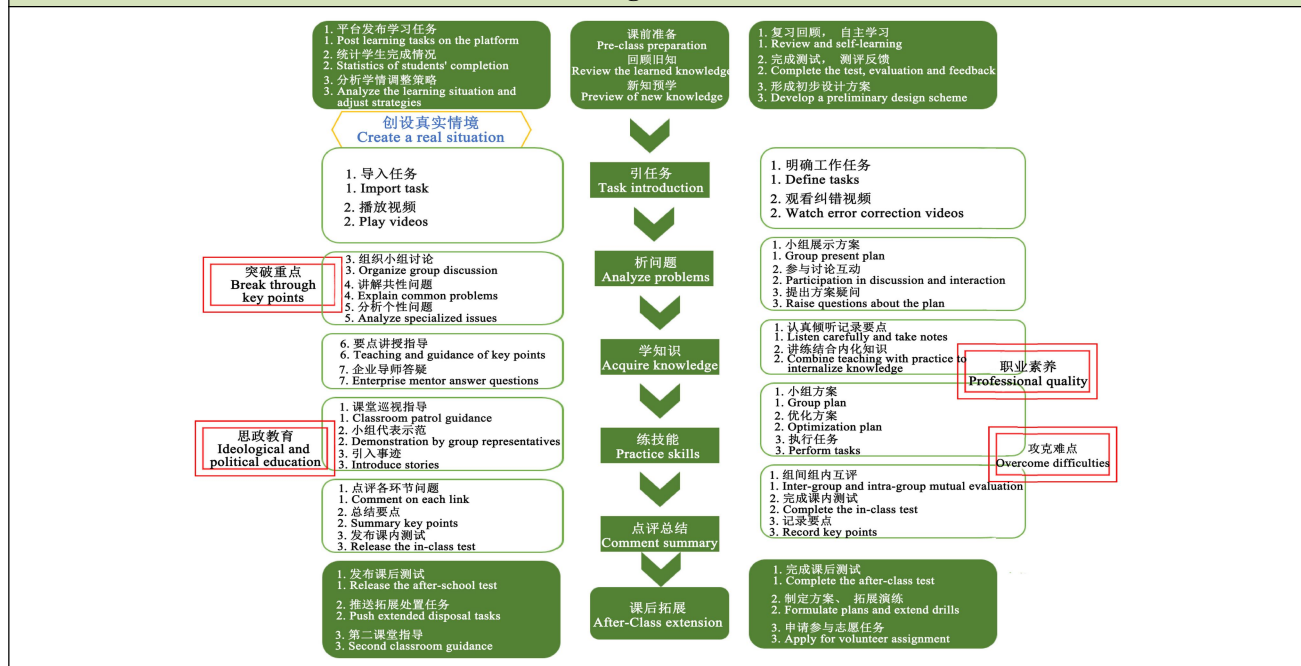 1. 平台发布学习任务
1. Post learning tasks on the platform
2. 统计学生完成情况
2. Statistics of students' completion
3. 分析学情调整策略
3. Analyze the learning situation and
adjust strategies
课前准备
Pre-class preparation
回顾旧知
Review the learned knowledge
新知预学
Preview of new knowledge
1. 复习回顾， 自主学习
1. Review and self-learning
2. 完成测试， 测评反馈
2. Complete the test, evaluation and feedback
3. 形成初步设计方案
3. Develop a preliminary design scheme
创设真实情境
Create a real situation
1. 导入任务
1. Import task
2. 播放视频
2. Play videos
引任务
Task introduction
1. 明确工作任务
1. Define tasks
2. 观看纠错视频
2. Watch error correction videos
突破重点
Break through
key points
3. 组织小组讨论
3. Organize group discussion
4. 讲解共性问题
4. Explain common problems
5. 分析个性问题
5. Analyze specialized issues
析问题
Analyze problems
1. 小组展示方案
1. Group present plan
2. 参与讨论互动
2. Participation in discussion and interaction
3. 提出方案疑问
3. Raise questions about the plan
6. 要点讲授指导
6. Teaching and guidance of key points
7. 企业导师答疑
7. Enterprise mentor answer questions
学知识
Acquire knowledge
1. 认真倾听记录要点
1. Listen carefully and take notes
2. 讲练结合内化知识
2. Combine teaching with practice to
internalize knowledge
职业素养
Professional quality
思政教育
Ideological and
political education
1. 课堂巡视指导
1. Classroom patrol guidance
2. 小组代表示范
2. Demonstration by group representatives
3. 引入事迹
3. Introduce stories
练技能
Practice skills
1. 小组方案
1. Group plan
2. 优化方案
2. Optimization plan
3. 执行任务
3. Perform tasks
攻克难点
Overcome difficulties
1. 点评各环节问题
1. Comment on each link
2. 总结要点
2. Summary key points
3. 发布课内测试
3. Release the in-class test
点评总结
Comment summary
1. 组间组内互评
1. Inter-group and intra-group mutual evaluation
2. 完成课内测试
2. Complete the in-class test
3. 记录要点
3. Record key points
1. 发布课后测试
1. Release the after-school test
2. 推送拓展处置任务
2. Push extended disposal tasks
3. 第二课堂指导
3. Second classroom guidance
课后拓展
After-Class extension
1. 完成课后测试
1. Complete the after-class test
2. 制定方案、 拓展演练
2. Formulate plans and extend drills
3. 申请参与志愿任务
3. Apply for volunteer assignment